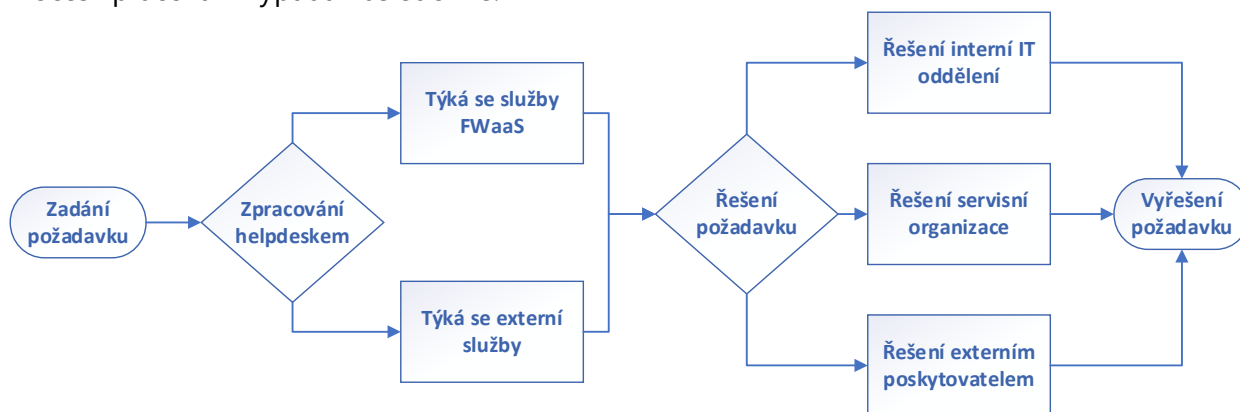 Řešení interní IT
oddělení
Týká se služby
FWaaS
Zadání
požadavku
Zpracování
helpdeskem
Řešení
požadavku
Řešení servisní
organizace
Vyřešení
požadavku
Týká se externí
služby
Řešení externím
poskytovatelem